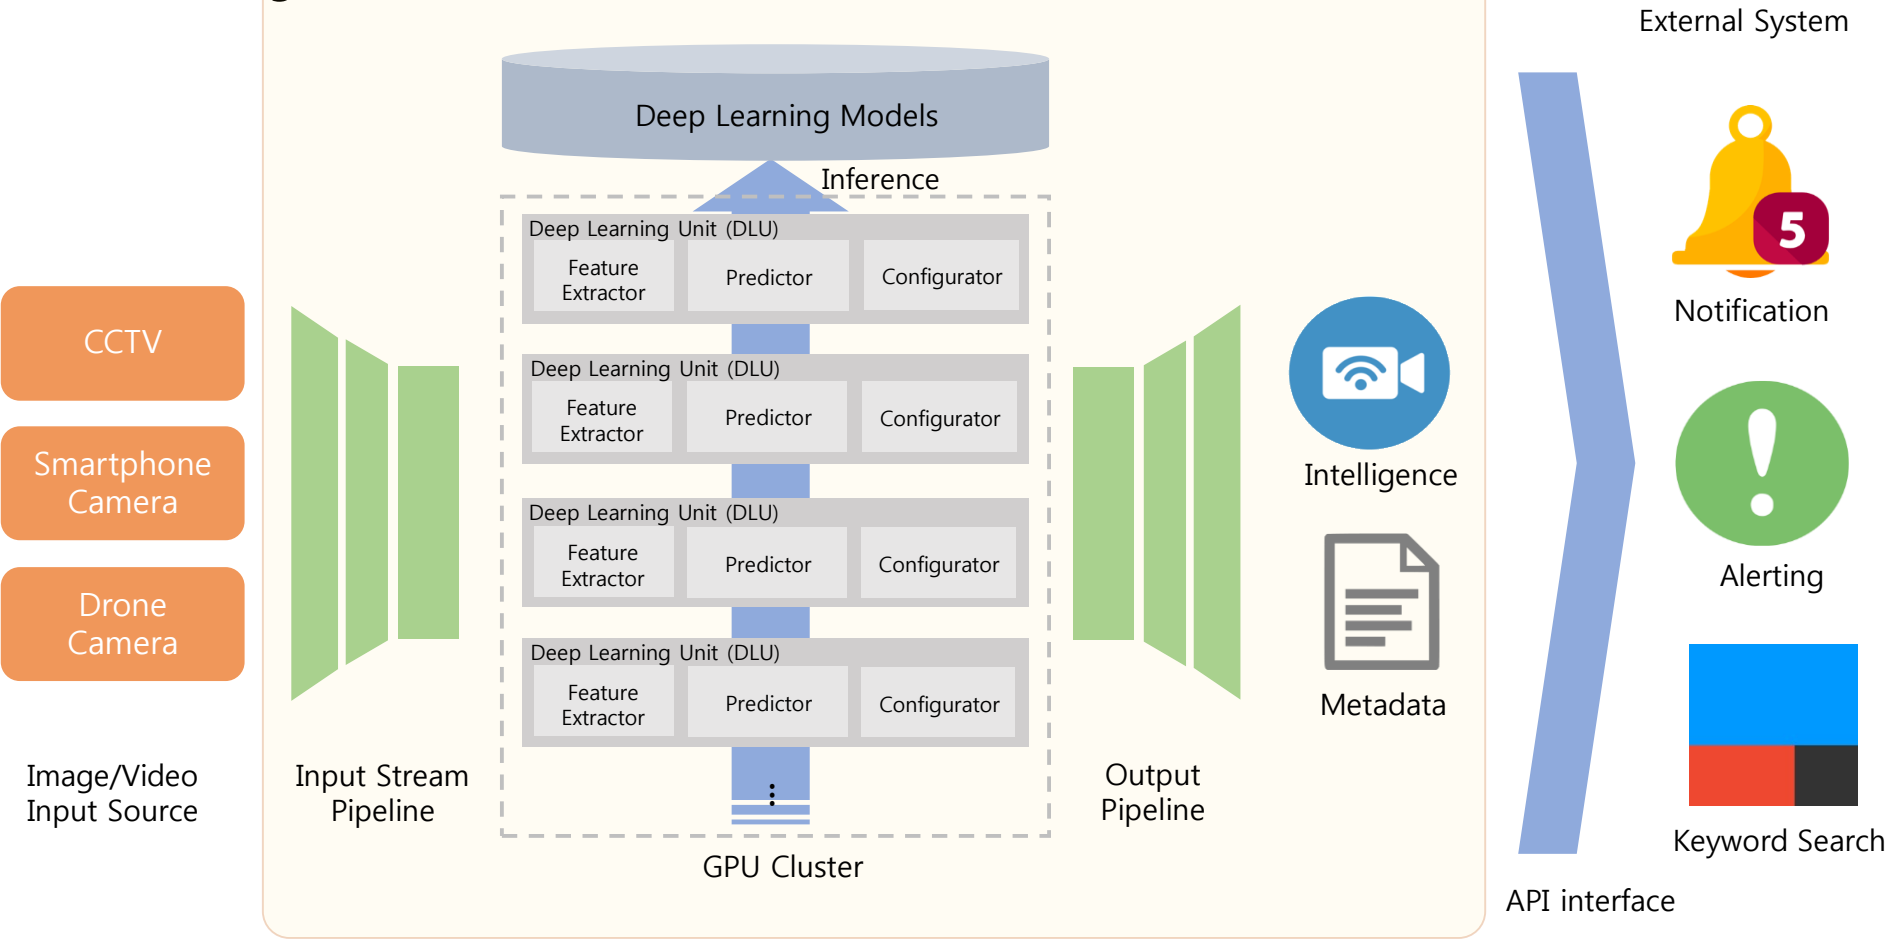 External System
Deep Learning Models
Inference
Deep Learning Unit (DLU)
Feature
Extractor
Predictor
Configurator
Deep Learning Unit (DLU)
Feature
Extractor
Predictor
Configurator
Deep Learning Unit (DLU)
Feature
Extractor
Predictor
Configurator
Deep Learning Unit (DLU)
Feature
Extractor
Predictor
Configurator
CCTV
Smartphone
Camera
Drone
Camera
Image/Video
Input Source
Input Stream
Pipeline
GPU Cluster
Output
Pipeline
Intelligence
Metadata
API interface
5
Notification
Alerting
Keyword Search